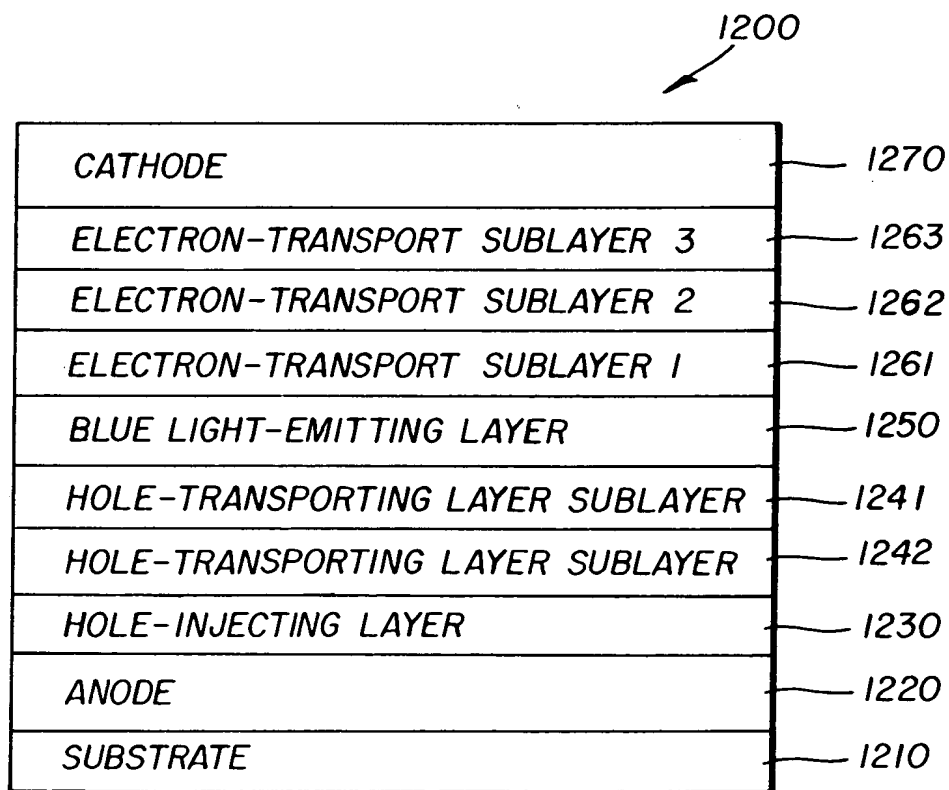 1200
CATHODE 1270
ELECTRON-TRANSPORT SUBLAYER 3 1263
ELECTRON-TRANSPORT SUBLAYER 2 1262
ELECTRON-TRANSPORT SUBLAYER 1 1261
BLUE LIGHT-EMITTING LAYER 1250
HOLE-TRANSPORTING LAYER SUBLAYER 1241
HOLE-TRANSPORTING LAYER SUBLAYER 1242
HOLE-INJECTING LAYER 1230
ANODE 1220
SUBSTRATE 1210